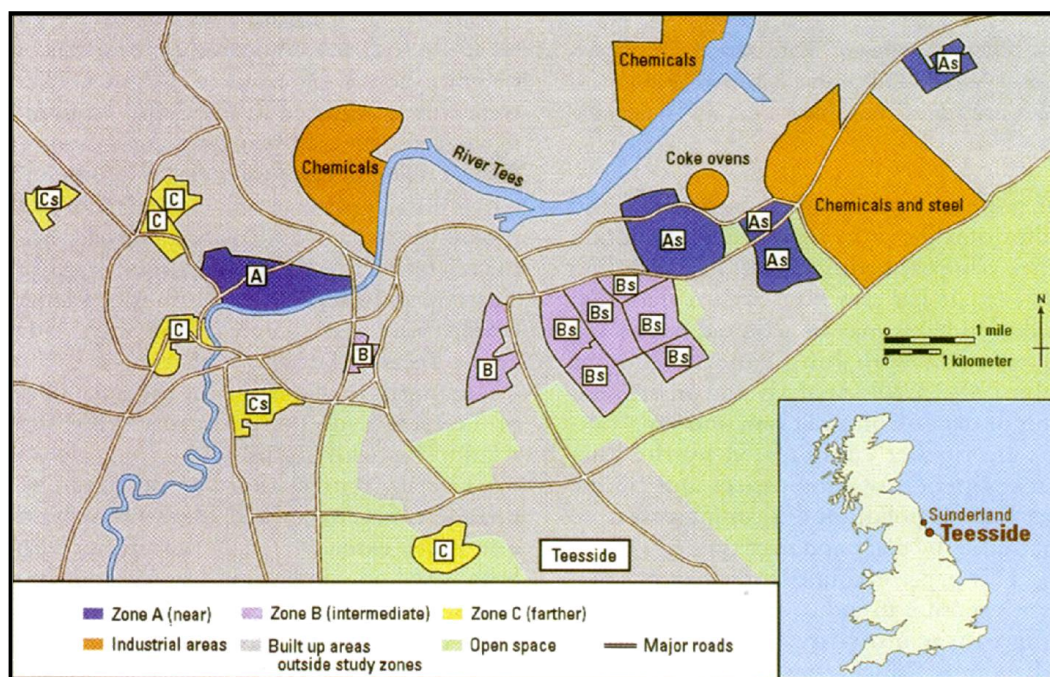 Chemicals
As
Chemicals
River Tees
Coke ovens
Cs
C
C
As
Chemicals and steel
As
A
As
Bs
Bs
C
Bs
N
1 mile
B
B
Bs
Bs
1 kilometer
Cs
Sunderland
Teesside
C
Teesside
Zone A (near)
Zone B (intermediate)
Zone C (farther)
Industrial areas
Built up areas
outside study zones
Open space
Major roads